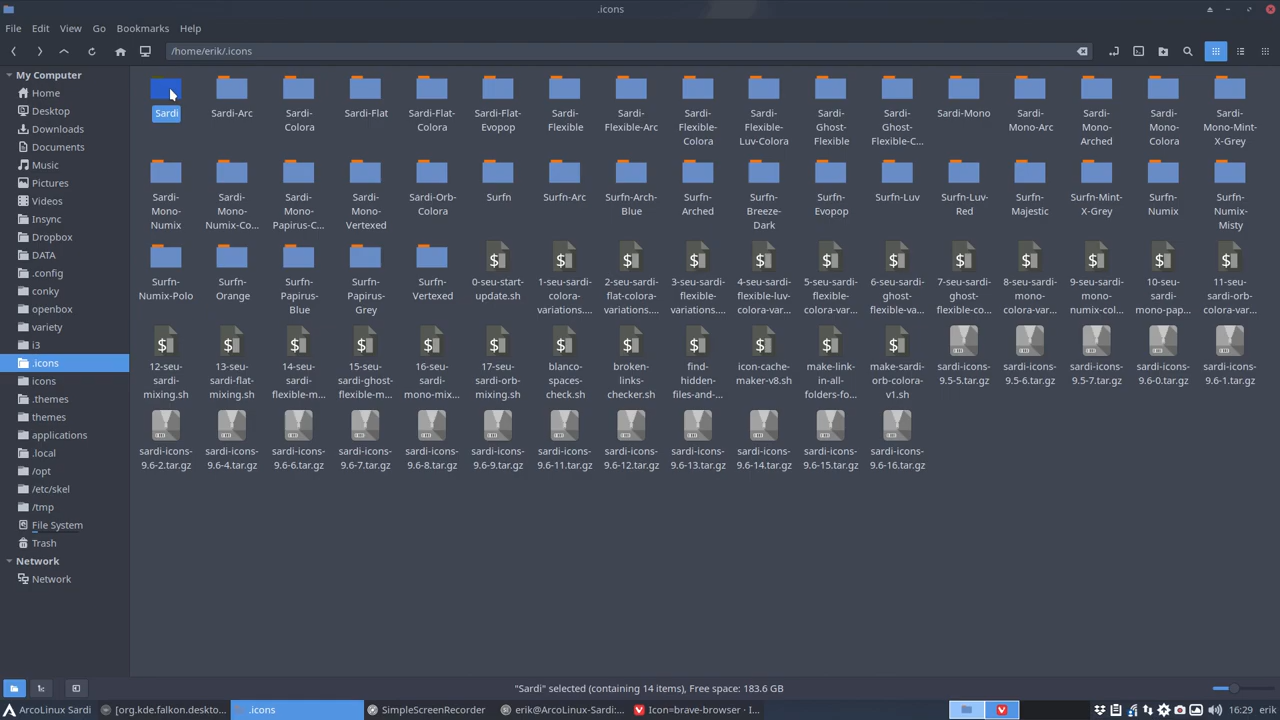 .icons
File Edit View Go Bookmarks Help
/home/erik/.icons
My Computer
Home
Desktop
Downloads
Documents
Music
Pictures
Videos
Insync
Dropbox
DATA
.config
conky
openbox
variety
i3
.icons
icons
.themes
themes
applications
.local
/opt
/etc/skel
/tmp
File System
Trash
Network
Network
Sardi
Sardi-Arc
Sardi-
Colora
Sardi-Flat
Sardi-Flat-
Colora
Sardi-Flat-
Evopop
Sardi-
Flexible
Sardi-
Flexible-Arc
Sardi-
Flexible-
Colora
Sardi-
Flexible-
Luv-Colora
Sardi-
Ghost-
Flexible
Sardi-
Ghost-
Flexible-C...
Sardi-Mono
Sardi-
Mono-Arc
Sardi-
Mono-
Arched
Sardi-
Mono-
Colora
Sardi-
Mono-Mint-
X-Grey
Sardi-
Mono-
Numix
Sardi-
Mono-
Numix-Co...
Sardi-
Mono-
Papirus-C...
Sardi-
Mono-
Vertexed
Sardi-Orb-
Colora
Surfn
Surfn-Arc
Surfn-Arch-
Blue
Surfn-
Arched
Surfn-
Breeze-
Dark
Surfn-
Evopop
Surfn-Luv
Surfn-Luv-
Red
Surfn-
Majestic
Surfn-Mint-
X-Grey
Surfn-
Numix
Surfn-
Numix-
Misty
Surfn-
Numix-Polo
Surfn-
Orange
Surfn-
Papirus-
Blue
Surfn-
Papirus-
Grey
Surfn-
Vertexed
0-seu-start-
update.sh
1-seu-sardi-
colora-
variations....
2-seu-sardi-
flat-colora-
variations....
3-seu-sardi-
flexible-
variations....
4-seu-sardi-
flexible-luv-
colora-var...
5-seu-sardi-
flexible-
colora-var...
6-seu-sardi-
ghost-
flexible-va...
7-seu-sardi-
ghost-
flexible-co...
8-seu-sardi-
mono-
colora-var...
9-seu-sardi-
mono-
numix-col...
10-seu-
sardi-
mono-pap...
11-seu-
sardi-orb-
colora-var...
12-seu-
sardi-
mixing.sh
13-seu-
sardi-flat-
mixing.sh
14-seu-
sardi-
flexible-m...
15-seu-
sardi-ghost-
flexible-m...
16-seu-
sardi-
mono-mix...
17-seu-
sardi-orb-
mixing.sh
blanco-
spaces-
check.sh
broken-
links-
checker.sh
find-
hidden-
files-and-...
icon-cache-
maker-v8.sh
make-link-
in-all-
folders-fo...
make-sardi-
orb-colora-
v1.sh
sardi-icons-
9.5-5.tar.gz
sardi-icons-
9.5-6.tar.gz
sardi-icons-
9.5-7.tar.gz
sardi-icons-
9.6-0.tar.gz
sardi-icons-
9.6-1.tar.gz
sardi-icons-
9.6-2.tar.gz
sardi-icons-
9.6-4.tar.gz
sardi-icons-
9.6-6.tar.gz
sardi-icons-
9.6-7.tar.gz
sardi-icons-
9.6-8.tar.gz
sardi-icons-
9.6-9.tar.gz
sardi-icons-
9.6-11.tar.gz
sardi-icons-
9.6-12.tar.gz
sardi-icons-
9.6-13.tar.gz
sardi-icons-
9.6-14.tar.gz
sardi-icons-
9.6-15.tar.gz
sardi-icons-
9.6-16.tar.gz
"Sardi" selected (containing 14 items), Free space: 183.6 GB
ArcoLinux Sardi [org.kde.falkon.deskto... .icons SimpleScreenRecorder erik@ArcoLinux-Sardi:... Icon=brave-browser · I... 16:29 erik